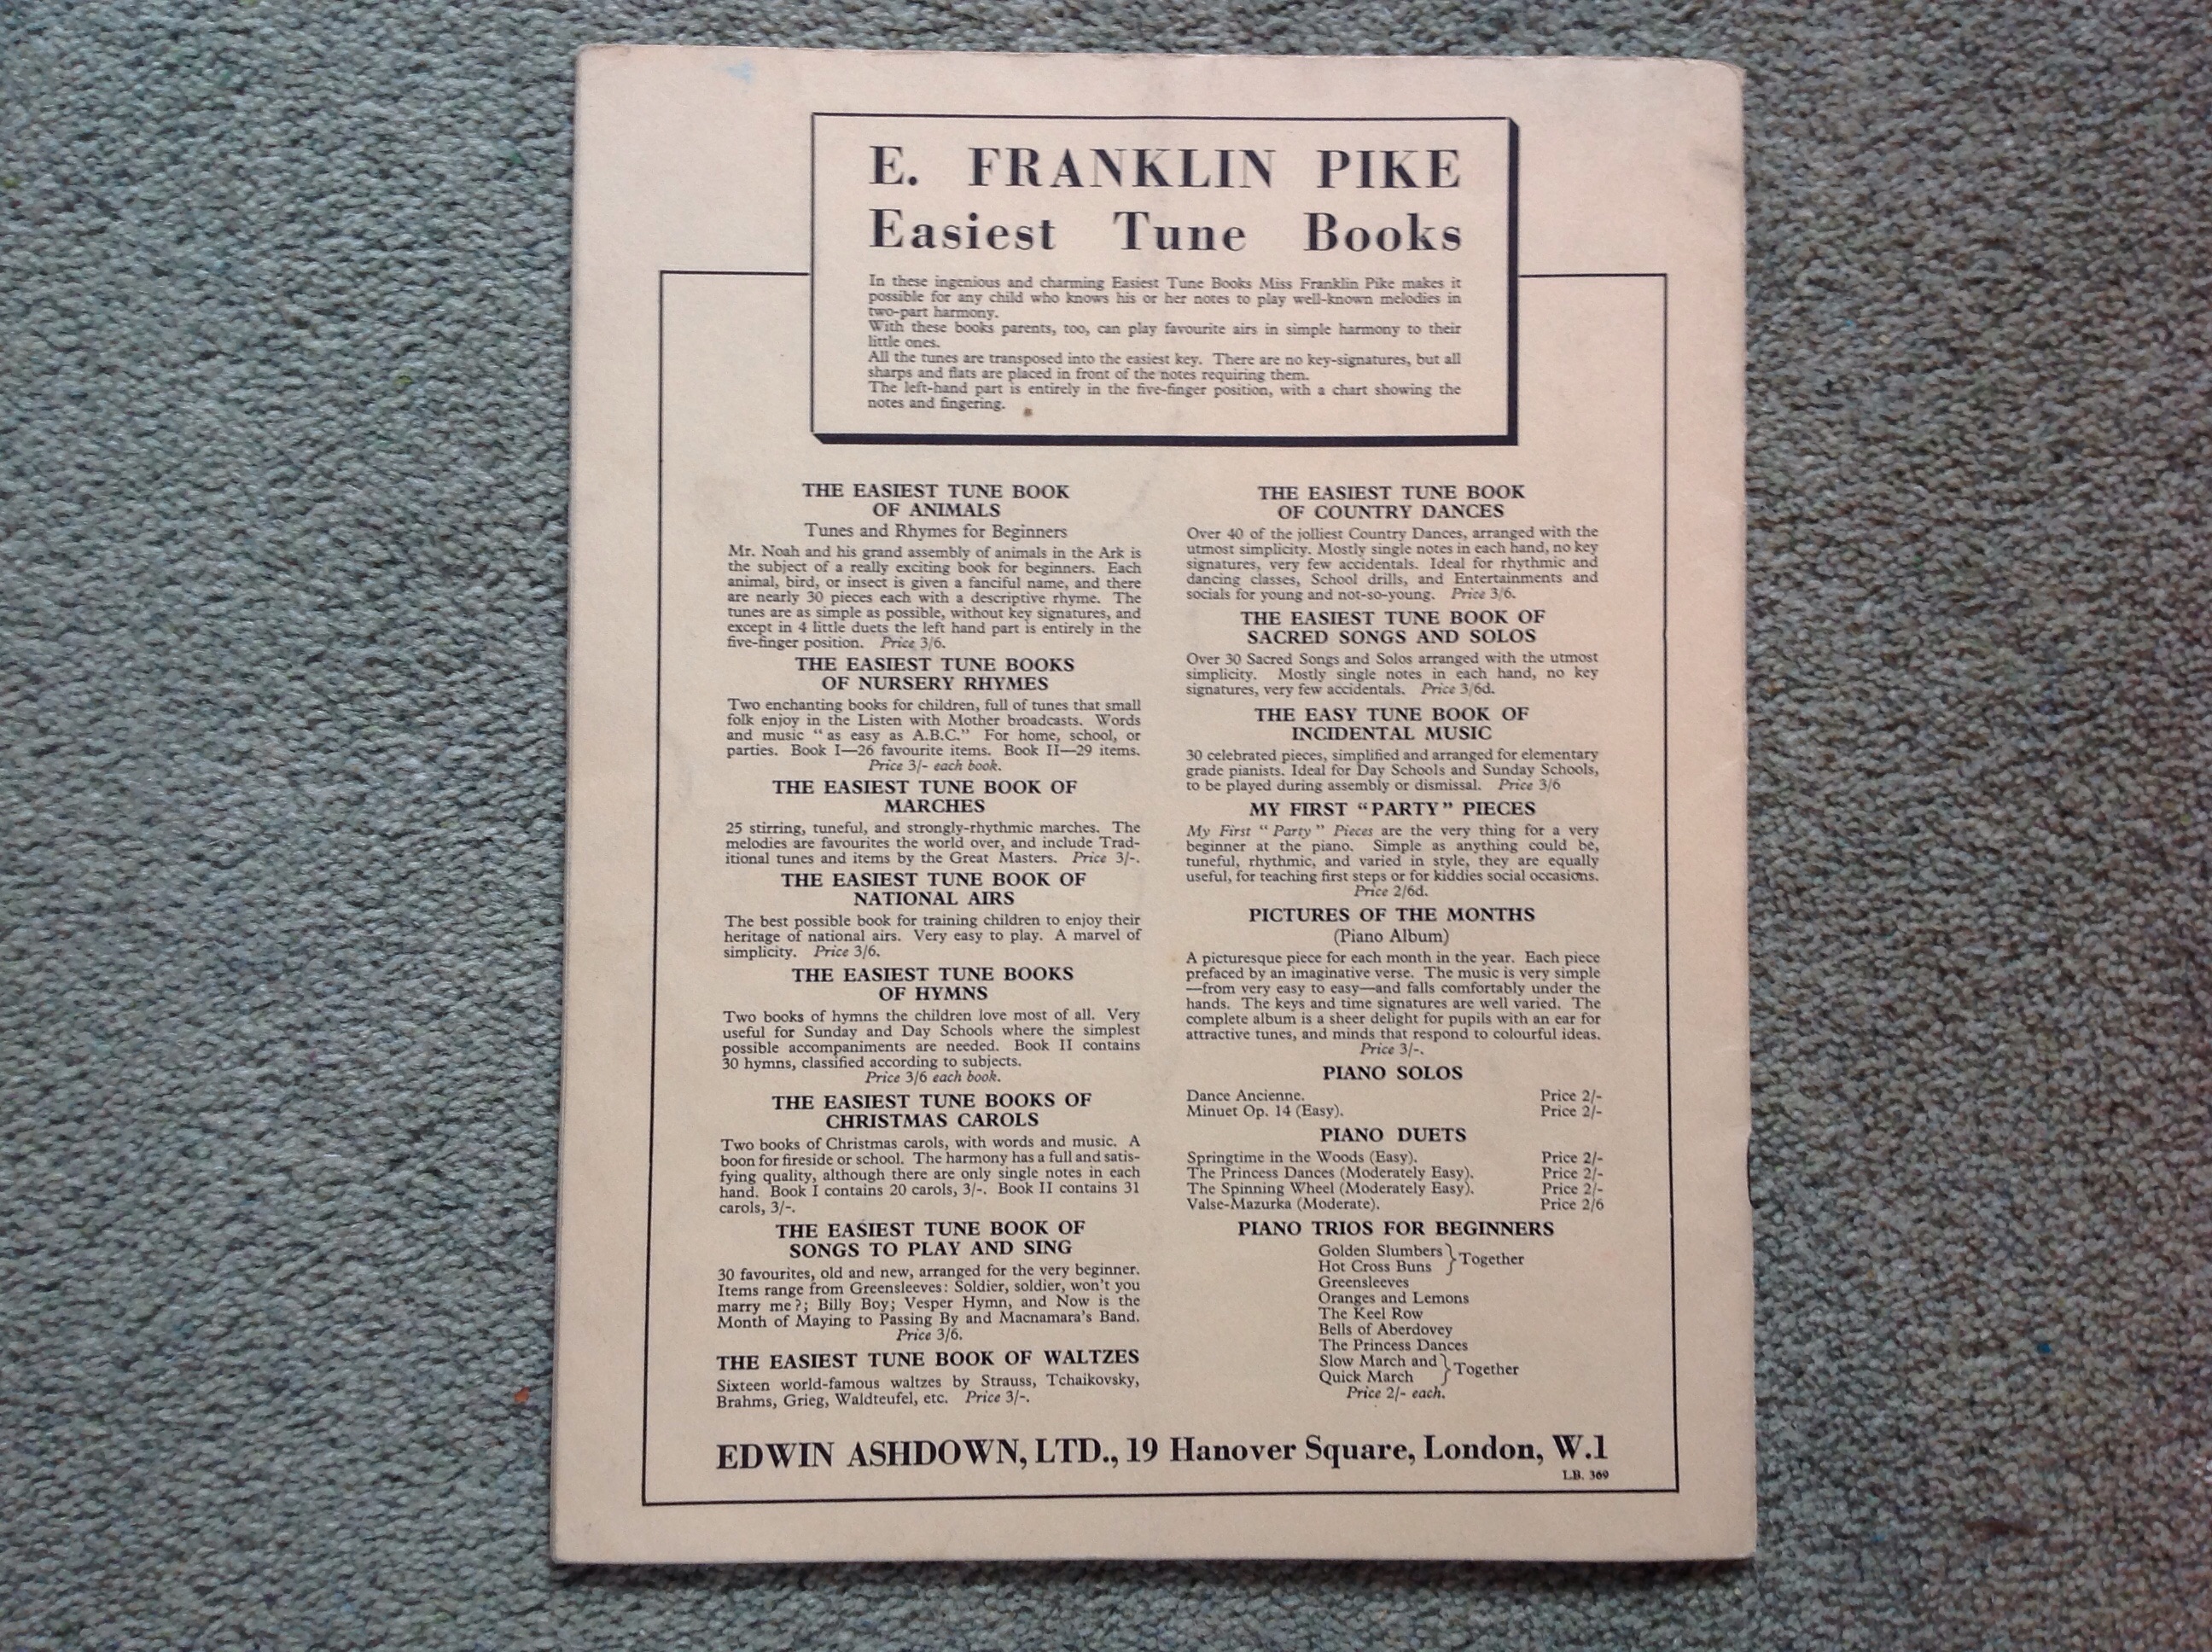 E. FRANKLIN PIKE
Easiest Tune Books
In these ingenious and charming Easiest Tune Books Miss Franklin Pike makes it
possible for any child who knows his or her notes to play well-known melodies in
two-part harmony.
With these books parents, too, can play favourite airs in simple harmony to their
little ones.
All the tunes are transposed into the easiest key. There are no key-signatures, but all
sharps and flats are placed in front of the notes requiring them.
The left-hand part is entirely in the five-finger position, with a chart showing the
notes and fingering.
THE EASIEST TUNE BOOK
OF ANIMALS
Tunes and Rhymes for Beginners
Mr. Noah and his grand assembly of animals in the Ark is
the subject of a really exciting book for beginners. Each
animal, bird, or insect is given a fanciful name, and there
are nearly 30 pieces each with a descriptive rhyme. The
tunes are as simple as possible, without key signatures, and
except in 4 little duets the left hand part is entirely in the
five-finger position. Price 3/6.
THE EASIEST TUNE BOOKS
OF NURSERY RHYMES
Two enchanting books for children, full of tunes that small
folk enjoy in the Listen with Mother broadcasts. Words
and music “as easy as A.B.C.” For home, school, or
parties. Book I—26 favourite items. Book II—29 items.
Price 3/- each book.
THE EASIEST TUNE BOOK OF
MARCHES
25 stirring, tuneful, and strongly-rhythmic marches. The
melodies are favourites the world over, and include Trad-
itional tunes and items by the Great Masters. Price 3/-.
THE EASIEST TUNE BOOK OF
NATIONAL AIRS
The best possible book for training children to enjoy their
heritage of national airs. Very easy to play. A marvel of
simplicity. Price 3/6.
THE EASIEST TUNE BOOKS
OF HYMNS
Two books of hymns the children love most of all. Very
useful for Sunday and Day Schools where the simplest
possible accompaniments are needed. Book II contains
30 hymns, classified according to subjects.
Price 3/6 each book.
THE EASIEST TUNE BOOKS OF
CHRISTMAS CAROLS
Two books of Christmas carols, with words and music. A
boon for fireside or school. The harmony has a full and satis-
fying quality, although there are only single notes in each
hand. Book I contains 20 carols, 3/-. Book II contains 31
carols, 3/-.
THE EASIEST TUNE BOOK OF
SONGS TO PLAY AND SING
30 favourites, old and new, arranged for the very beginner.
Items range from Greensleeves: Soldier, soldier, won't you
marry me?; Billy Boy; Vesper Hymn, and Now is the
Month of Maying to Passing By and Macnamara's Band.
Price 3/6.
THE EASIEST TUNE BOOK OF WALTZES
Sixteen world-famous waltzes by Strauss, Tchaikovsky,
Brahms, Grieg, Waldteufel, etc. Price 3/-.
THE EASIEST TUNE BOOK
OF COUNTRY DANCES
Over 40 of the jolliest Country Dances, arranged with the
utmost simplicity. Mostly single notes in each hand, no key
signatures, very few accidentals. Ideal for rhythmic and
dancing classes, School drills, and Entertainments and
socials for young and not-so-young. Price 3/6.
THE EASIEST TUNE BOOK OF
SACRED SONGS AND SOLOS
Over 30 Sacred Songs and Solos arranged with the utmost
simplicity. Mostly single notes in each hand, no key
signatures, very few accidentals. Price 3/6d.
THE EASY TUNE BOOK OF
INCIDENTAL MUSIC
30 celebrated pieces, simplified and arranged for elementary
grade pianists. Ideal for Day Schools and Sunday Schools,
to be played during assembly or dismissal. Price 3/6
MY FIRST “PARTY” PIECES
My First “Party” Pieces are the very thing for a very
beginner at the piano. Simple as anything could be,
tuneful, rhythmic, and varied in style, they are equally
useful, for teaching first steps or for kiddies social occasions.
Price 2/6d.
PICTURES OF THE MONTHS
(Piano Album)
A picturesque piece for each month in the year. Each piece
prefaced by an imaginative verse. The music is very simple
—from very easy to easy—and falls comfortably under the
hands. The keys and time signatures are well varied. The
complete album is a sheer delight for pupils with an ear for
attractive tunes, and minds that respond to colourful ideas.
Price 3/-.
PIANO SOLOS
Dance Ancienne. Price 2/-
Minuet Op. 14 (Easy). Price 2/-
PIANO DUETS
Springtime in the Woods (Easy). Price 2/-
The Princess Dances (Moderately Easy). Price 2/-
The Spinning Wheel (Moderately Easy). Price 2/-
Valse-Mazurka (Moderate). Price 2/6
PIANO TRIOS FOR BEGINNERS
Golden Slumbers
Hot Cross Buns } Together
Greensleeves
Oranges and Lemons
The Keel Row
Bells of Aberdovey
The Princess Dances
Slow March and
Quick March } Together
Price 2/- each.
EDWIN ASHDOWN, LTD., 19 Hanover Square, London, W.1
LB. 369